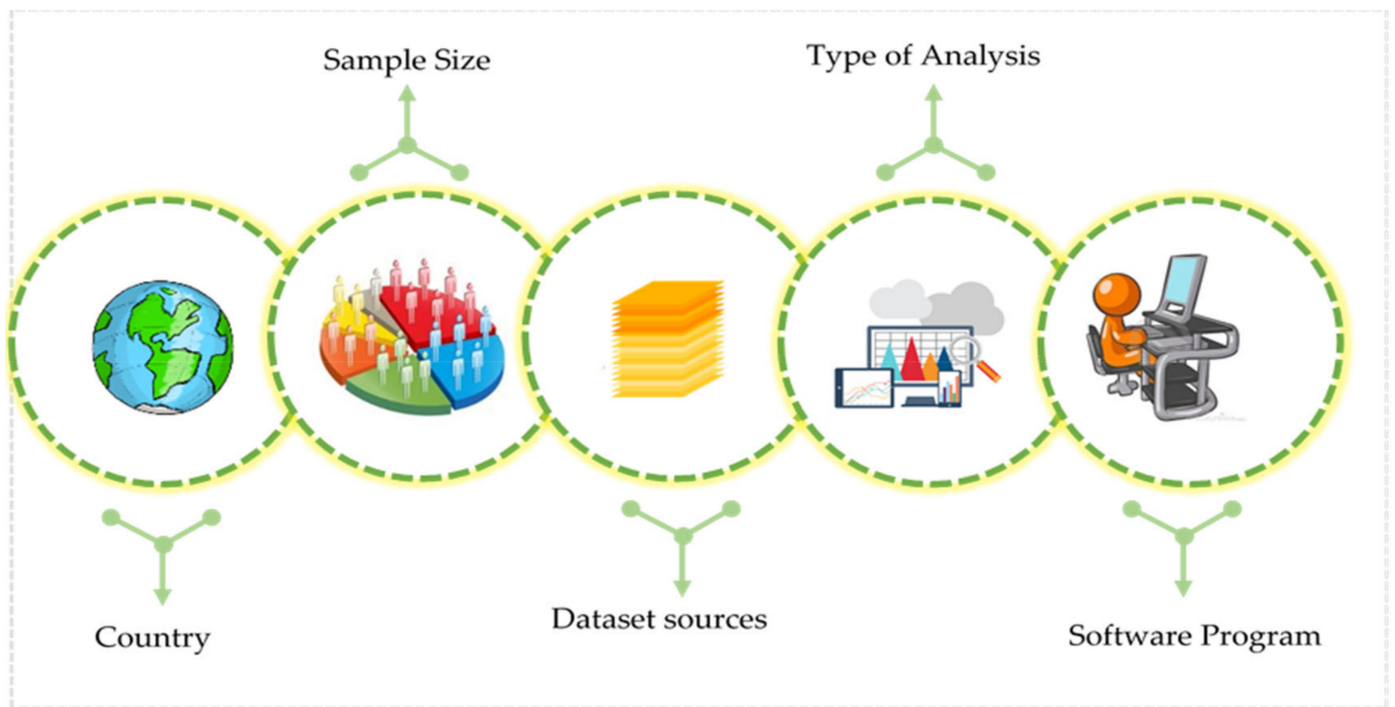 Sample Size
Type of Analysis
Country
Dataset sources
Software Program